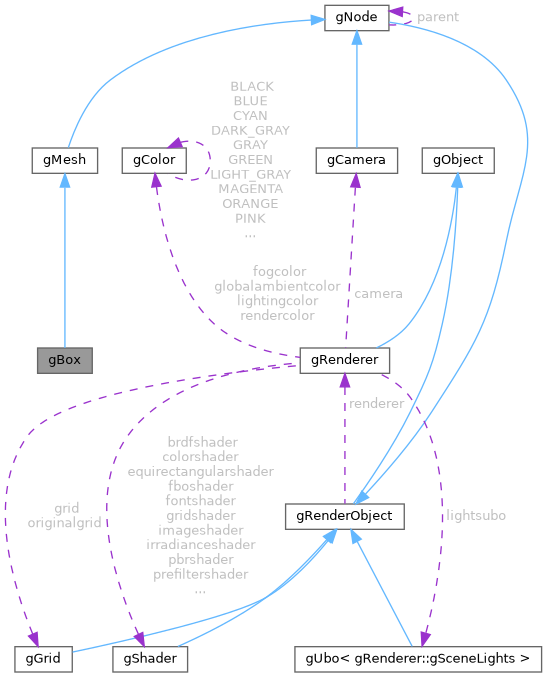 gNode
parent
BLACK
BLUE
CYAN
DARK_GRAY
GRAY
GREEN
LIGHT_GRAY
MAGENTA
ORANGE
PINK
...
gMesh
gColor
gCamera
gObject
fogcolor
globalambientcolor
lightingcolor
rendercolor
camera
gBox
gRenderer
renderer
brdfshader
colorshader
equirectangularshader
fboshader
fontshader
gridshader
imageshader
irradianceshader
pbrshader
prefiltershader
...
grid
originalgrid
gRenderObject
lightsubo
gGrid
gShader
gUbo< gRenderer::gSceneLights >